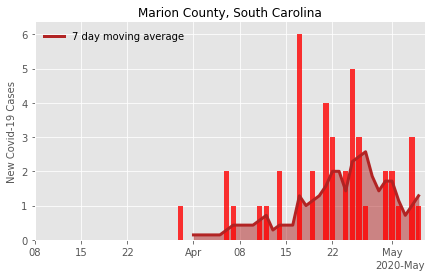 Marion County, South Carolina
7 day moving average
New Covid-19 Cases
6
5
4
3
2
1
0
08 15 22 Apr 08 15 22 May
2020-May